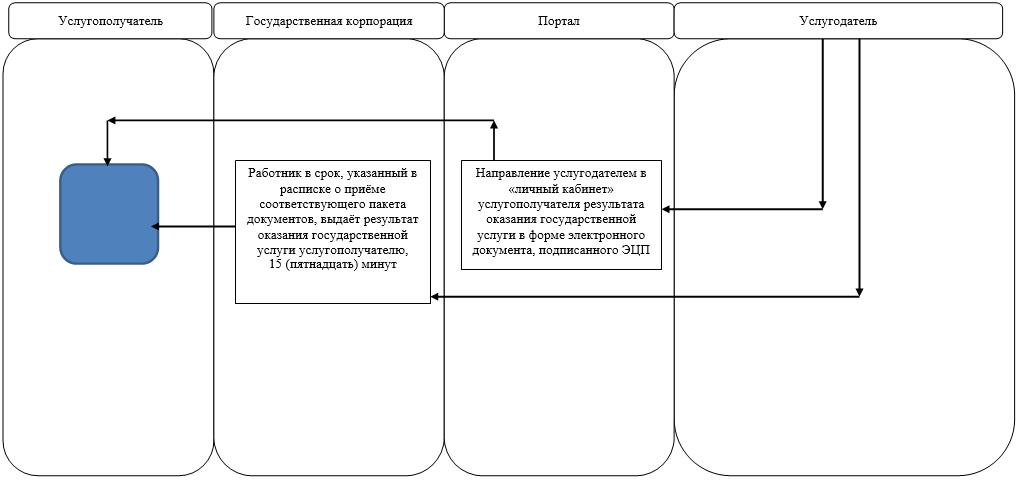 Услугополучатель
Государственная корпорация
Портал
Услугодатель
Работник в срок, указанный в
расписке о приёме
соответствующего пакета
документов, выдаёт результат
оказания государственной
услуги услугополучателю,
15 (пятнадцать) минут
Направление услугодателем в
«личный кабинет»
услугополучателя результата
оказания государственной
услуги в форме электронного
документа, подписанного ЭЦП